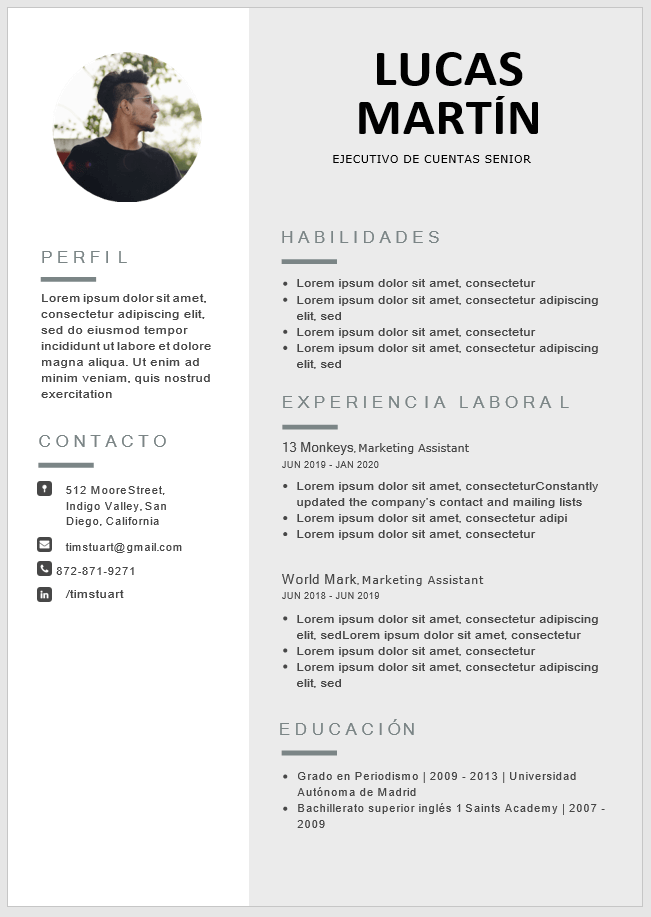 LUCAS
MARTÍN
EJECUTIVO DE CUENTAS SENIOR
PERFIL
Lorem ipsum dolor sit amet,
consectetur adipiscing elit,
sed do eiusmod tempor
incididunt ut labore et dolore
magna aliqua. Ut enim ad
minim veniam, quis nostrud
exercitation
CONTACTO
512 Moore Street,
Indigo Valley, San
Diego, California
timstuart@gmail.com
872-871-9271
/timstuart
HABILIDADES
• Lorem ipsum dolor sit amet, consectetur
• Lorem ipsum dolor sit amet, consectetur adipiscing
elit, sed
• Lorem ipsum dolor sit amet, consectetur
• Lorem ipsum dolor sit amet, consectetur adipiscing
elit, sed
EXPERIENCIA LABORAL
13 Monkeys, Marketing Assistant
JUN 2019 - JAN 2020
• Lorem ipsum dolor sit amet, consecteturConstantly
updated the company's contact and mailing lists
• Lorem ipsum dolor sit amet, consectetur adipi
• Lorem ipsum dolor sit amet, consectetur
World Mark, Marketing Assistant
JUN 2018 - JUN 2019
• Lorem ipsum dolor sit amet, consectetur adipiscing
elit, sedLorem ipsum dolor sit amet, consectetur
• Lorem ipsum dolor sit amet, consectetur
• Lorem ipsum dolor sit amet, consectetur adipiscing
elit, sed
EDUCACIÓN
• Grado en Periodismo | 2009 - 2013 | Universidad
Autónoma de Madrid
• Bachillerato superior inglés 1 Saints Academy | 2007 -
2009